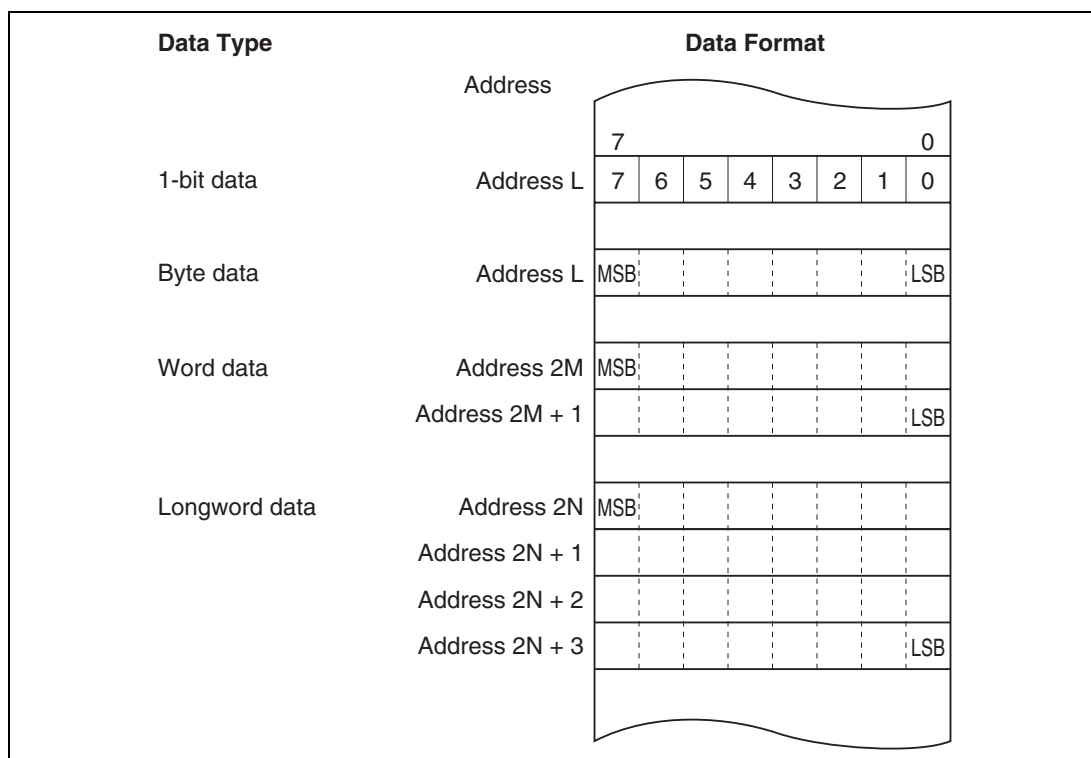 Data Type Data Format
Address
7 0
1-bit data Address L 7 6 5 4 3 2 1 0
Byte data Address L MSB LSB
Word data Address 2M MSB
Address 2M + 1 LSB
Longword data Address 2N MSB
Address 2N + 1
Address 2N + 2
Address 2N + 3 LSB